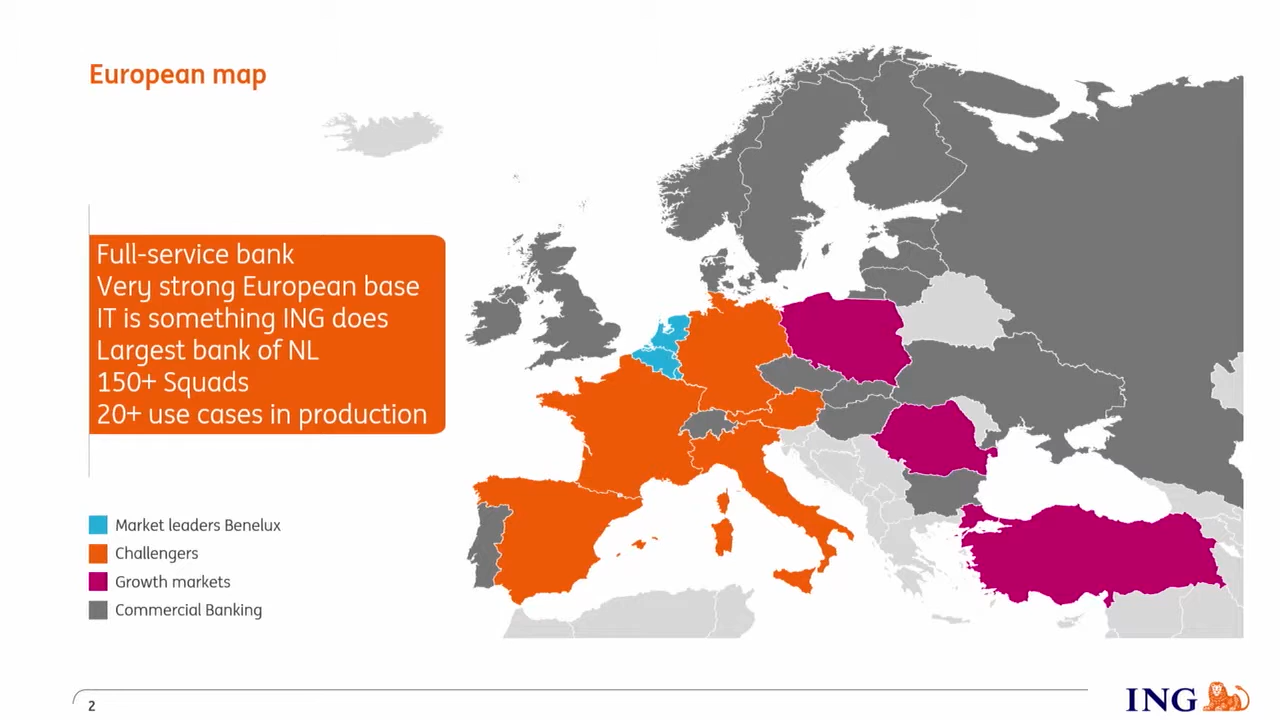 European map
Full-service bank
Very strong European base
IT is something ING does
Largest bank of NL
150+ Squads
20+ use cases in production
Market leaders Benelux
Challengers
Growth markets
Commercial Banking
2
ING